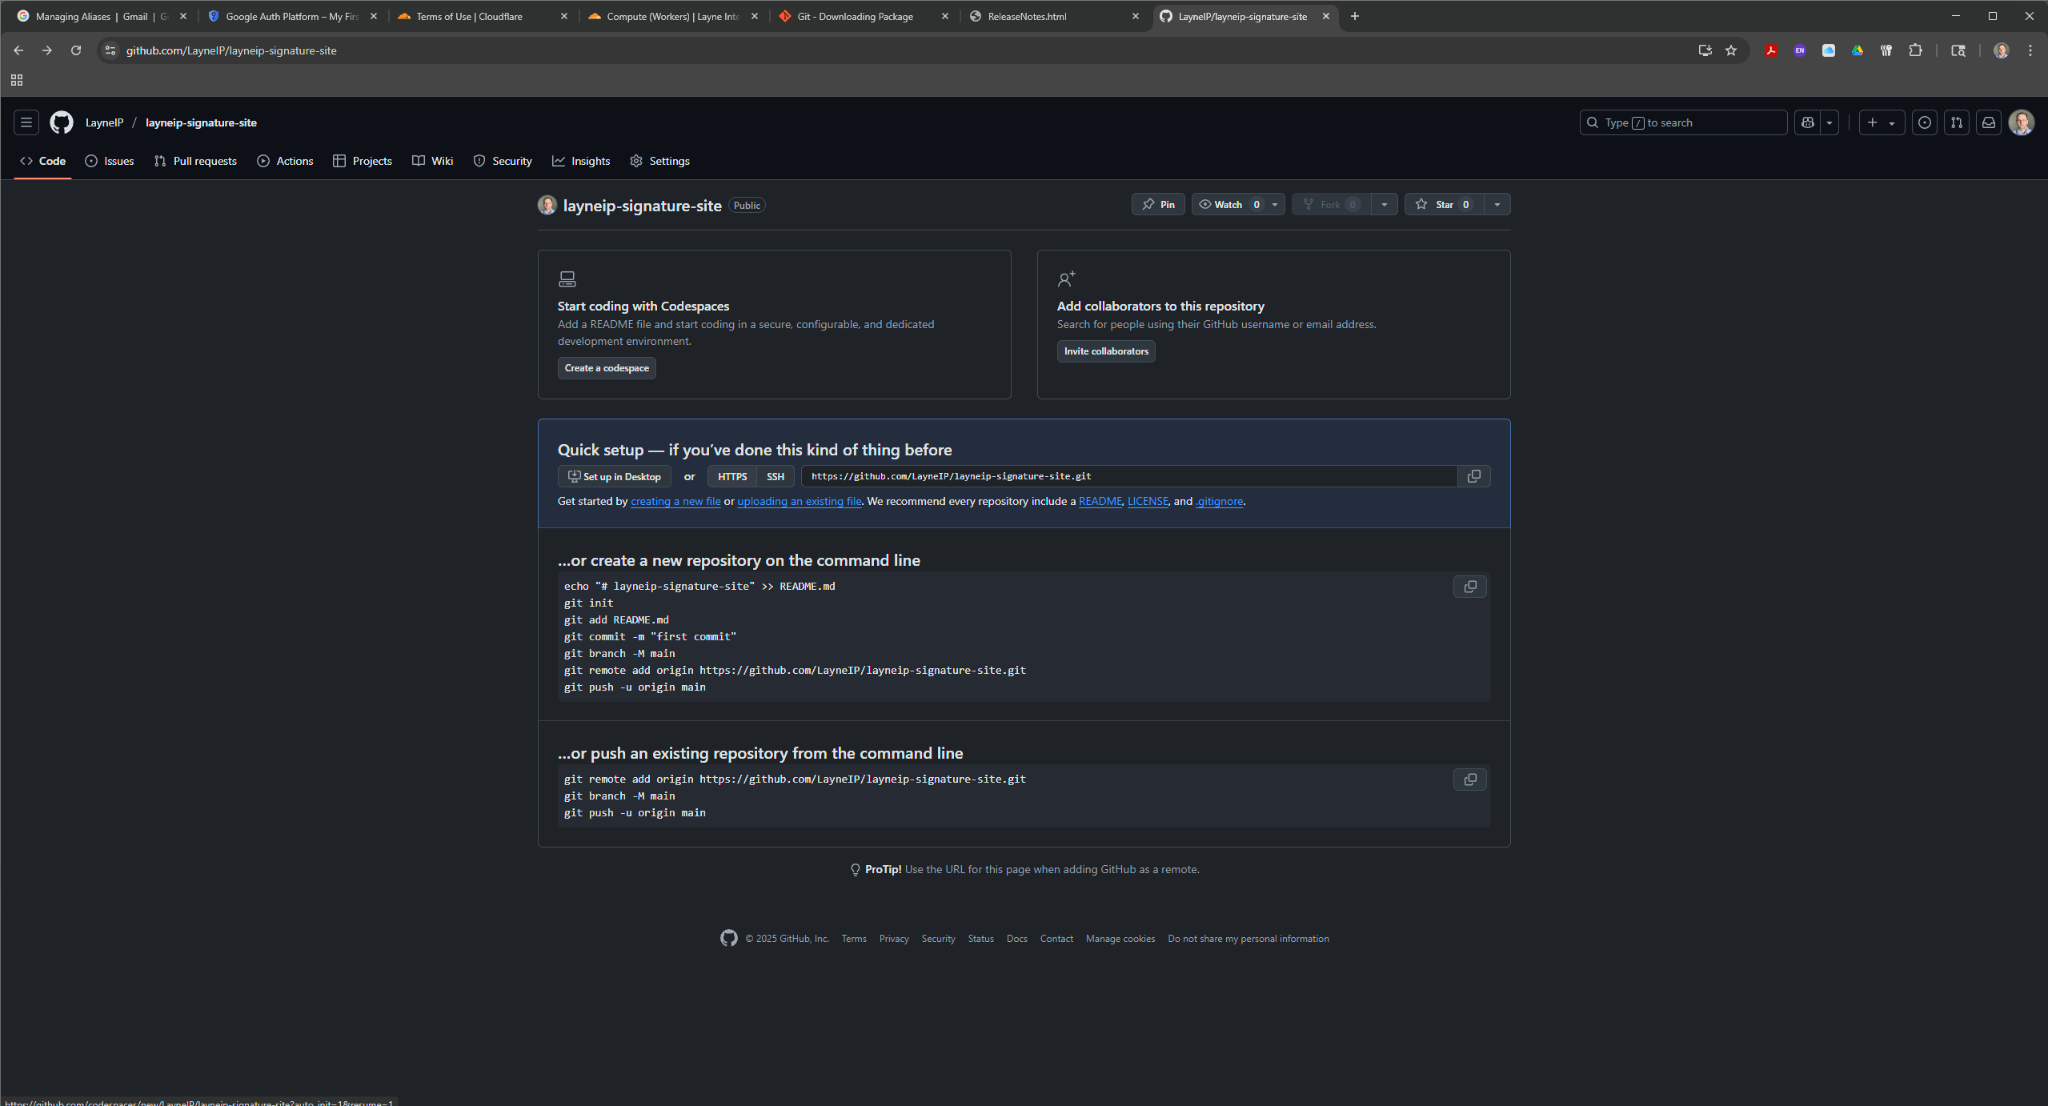 Managing Aliases | Gmail | G
Google Auth Platform – My Fir
Terms of Use | Cloudflare
Compute (Workers) | Layne Inte
Git - Downloading Package
ReleaseNotes.html
LayneIP/layneip-signature-site
github.com/LayneIP/layneip-signature-site
EN
LayneIP / layneip-signature-site
Type / to search
Code
Issues
Pull requests
Actions
Projects
Wiki
Security
Insights
Settings
layneip-signature-site Public
Pin
Watch 0
Fork 0
Star 0
Start coding with Codespaces
Add a README file and start coding in a secure, configurable, and dedicated
development environment.
Create a codespace
Add collaborators to this repository
Search for people using their GitHub username or email address.
Invite collaborators
Quick setup — if you’ve done this kind of thing before
Set up in Desktop or HTTPS SSH https://github.com/LayneIP/layneip-signature-site.git
Get started by creating a new file or uploading an existing file. We recommend every repository include a README, LICENSE, and .gitignore.
…or create a new repository on the command line
echo "# layneip-signature-site" >> README.md
git init
git add README.md
git commit -m "first commit"
git branch -M main
git remote add origin https://github.com/LayneIP/layneip-signature-site.git
git push -u origin main
…or push an existing repository from the command line
git remote add origin https://github.com/LayneIP/layneip-signature-site.git
git branch -M main
git push -u origin main
ProTip! Use the URL for this page when adding GitHub as a remote.
© 2025 GitHub, Inc. Terms Privacy Security Status Docs Contact Manage cookies Do not share my personal information
https://github.com/codespaces/new/LayneIP/layneip-signature-site?auto_init=1&resume=1